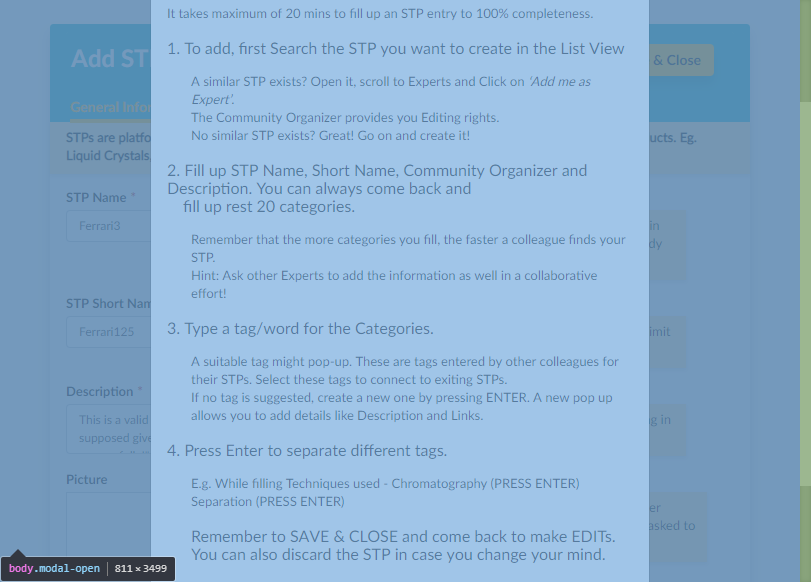 It takes maximum of 20 mins to fill up an STP entry to 100% completeness.
1. To add, first Search the STP you want to create in the List View
A similar STP exists? Open it, scroll to Experts and Click on 'Add me as
Expert'.
The Community Organizer provides you Editing rights.
No similar STP exists? Great! Go on and create it!
2. Fill up STP Name, Short Name, Community Organizer and
Description. You can always come back and
fill up rest 20 categories.
Remember that the more categories you fill, the faster a colleague finds your
STP.
Hint: Ask other Experts to add the information as well in a collaborative
effort!
3. Type a tag/word for the Categories.
A suitable tag might pop-up. These are tags entered by other colleagues for
their STPs. Select these tags to connect to exiting STPs.
If no tag is suggested, create a new one by pressing ENTER. A new pop up
allows you to add details like Description and Links.
4. Press Enter to separate different tags.
E.g. While filling Techniques used - Chromatography (PRESS ENTER)
Separation (PRESS ENTER)
Remember to SAVE & CLOSE and come back to make EDITs.
You can also discard the STP in case you change your mind.
Add ST
& Close
General Infor
STPs are platfo
ucts. Eg.
Liquid Crystals
STP Name *
Ferrari3
in
dy
STP Short Nam
Ferrari125
imit
Description *
This is a valid
supposed give
g in
Picture
er
asked to
body.modal-open | 811 × 3499